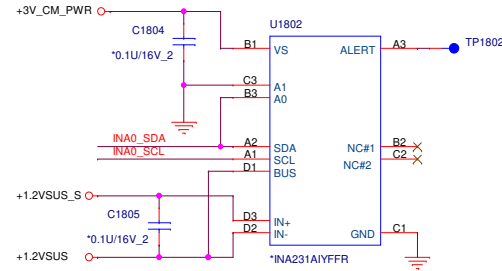 +3V_CM_PWR
C1804
*0.1U/16V_2
U1802
B1 VS ALERT A3 TP1802
C3 A1
B3 A0
INA0_SDA A2 SDA NC#1 B2
INA0_SCL A1 SCL NC#2 C2
D1 BUS
+1.2VSUS_S
C1805
D3 IN+
D2 IN- GND C1
*0.1U/16V_2
+1.2VSUS
*INA231AIYFFR